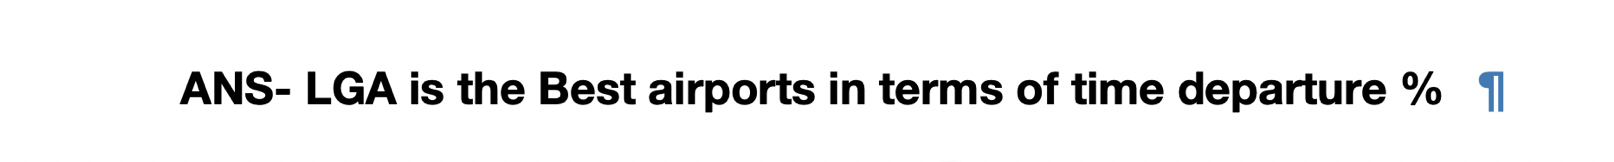 ANS- LGA is the Best airports in terms of time departure % ¶